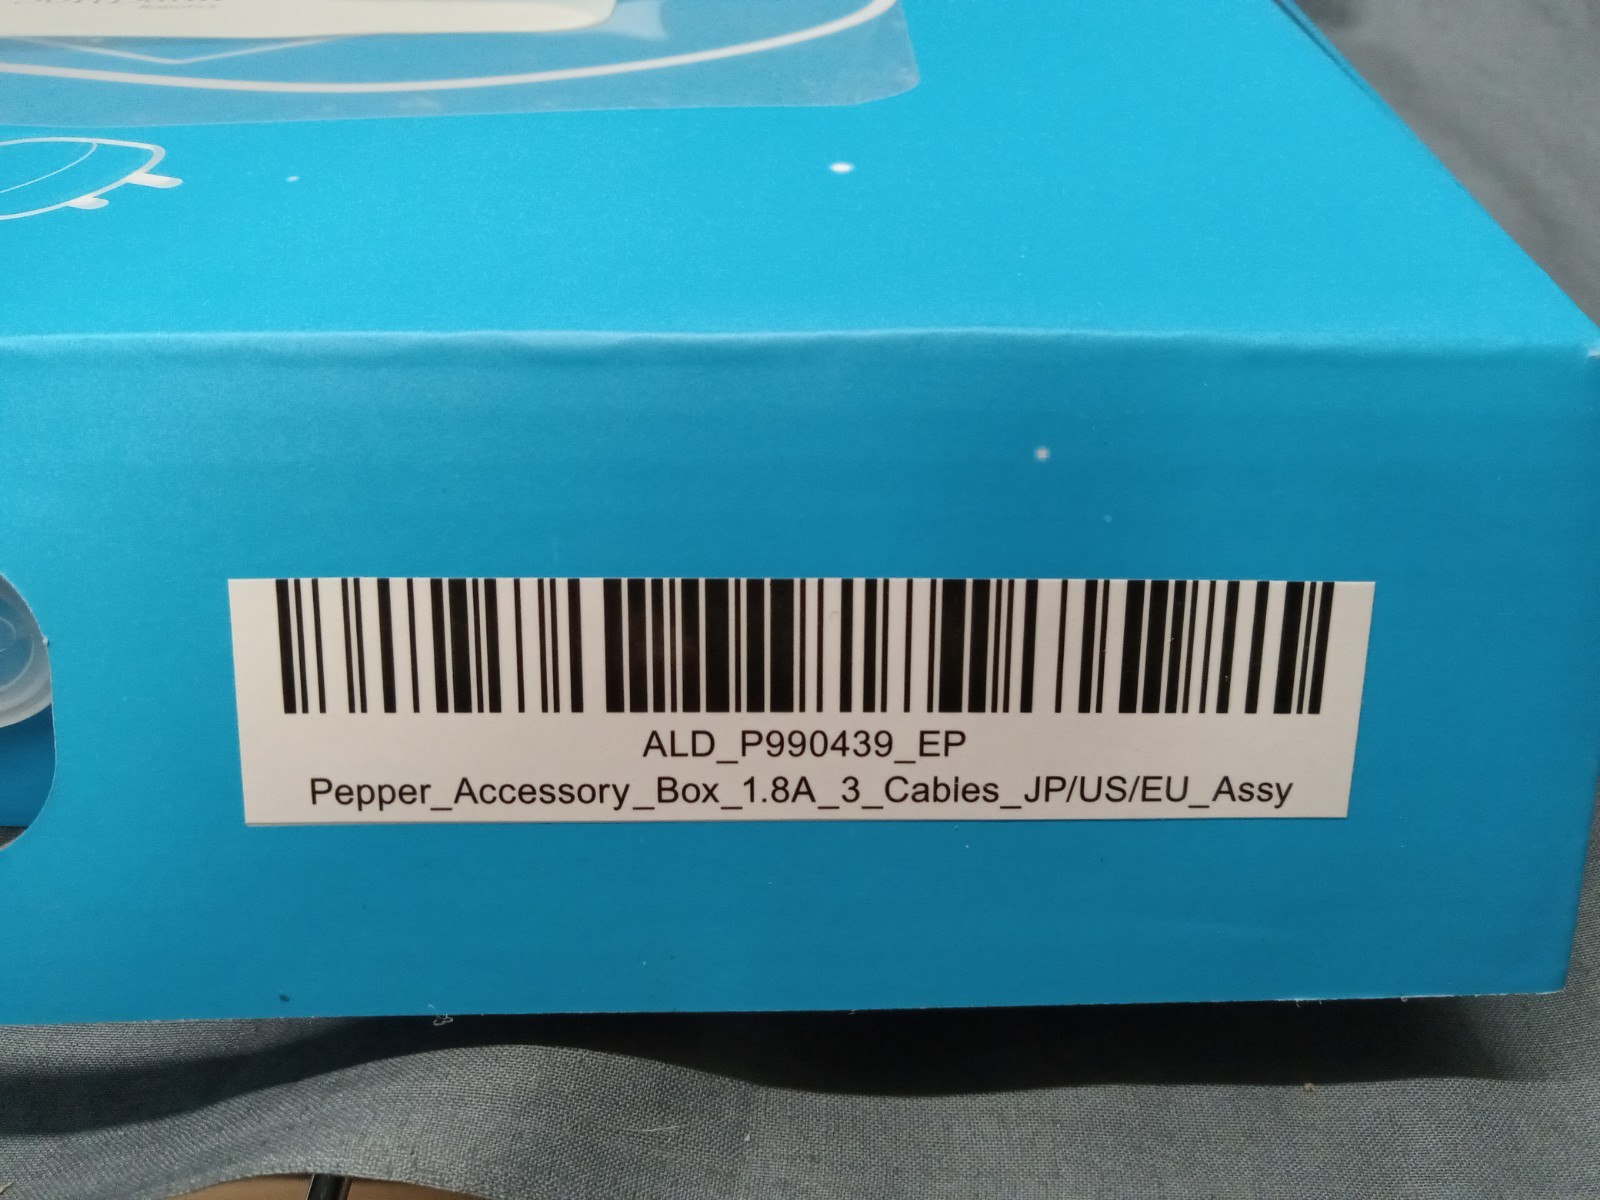 ALD_P990439_EP
Pepper_Accessory_Box_1.8A_3_Cables_JP/US/EU_Assy